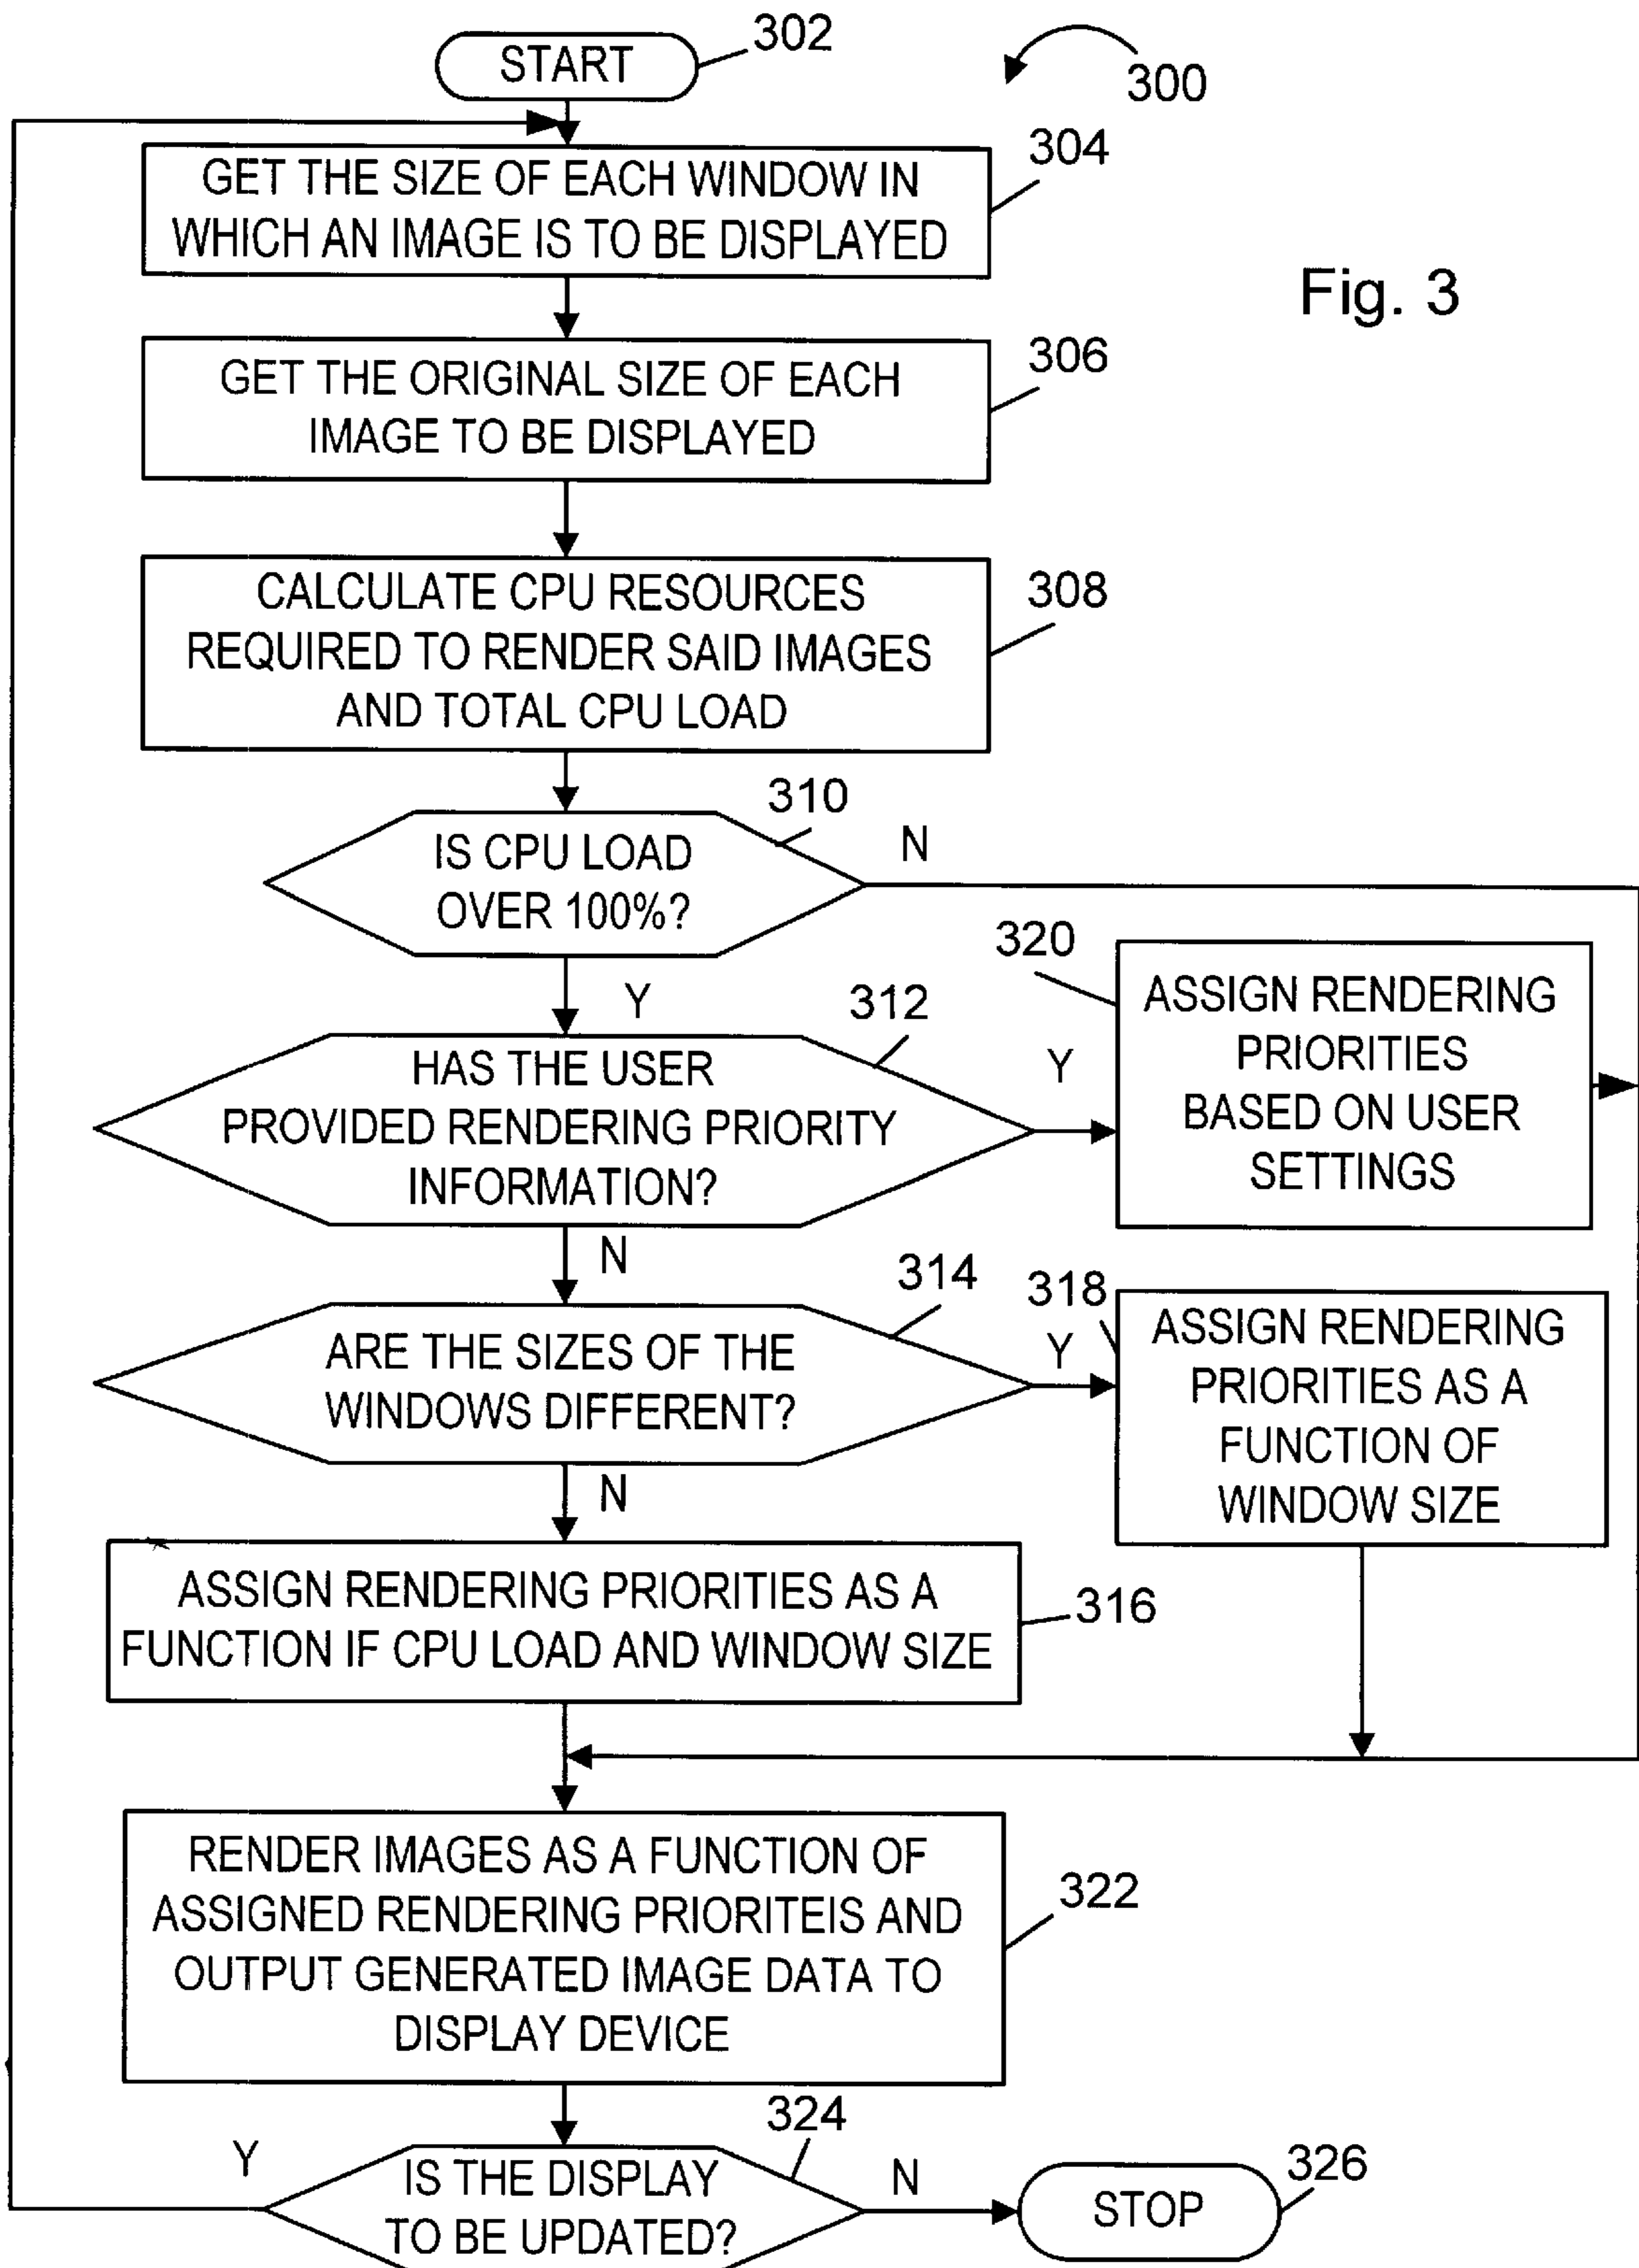 START
302
300
304
GET THE SIZE OF EACH WINDOW IN
WHICH AN IMAGE IS TO BE DISPLAYED
Fig. 3
306
GET THE ORIGINAL SIZE OF EACH
IMAGE TO BE DISPLAYED
308
CALCULATE CPU RESOURCES
REQUIRED TO RENDER SAID IMAGES
AND TOTAL CPU LOAD
310
IS CPU LOAD
OVER 100%?
N
Y
320
ASSIGN RENDERING
PRIORITIES
BASED ON USER
SETTINGS
312
HAS THE USER
PROVIDED RENDERING PRIORITY
INFORMATION?
Y
N
314
ARE THE SIZES OF THE
WINDOWS DIFFERENT?
Y
318
ASSIGN RENDERING
PRIORITIES AS A
FUNCTION OF
WINDOW SIZE
N
ASSIGN RENDERING PRIORITIES AS A
FUNCTION IF CPU LOAD AND WINDOW SIZE
316
RENDER IMAGES AS A FUNCTION OF
ASSIGNED RENDERING PRIORITEIS AND
OUTPUT GENERATED IMAGE DATA TO
DISPLAY DEVICE
322
324
Y
IS THE DISPLAY
TO BE UPDATED?
N
STOP
326